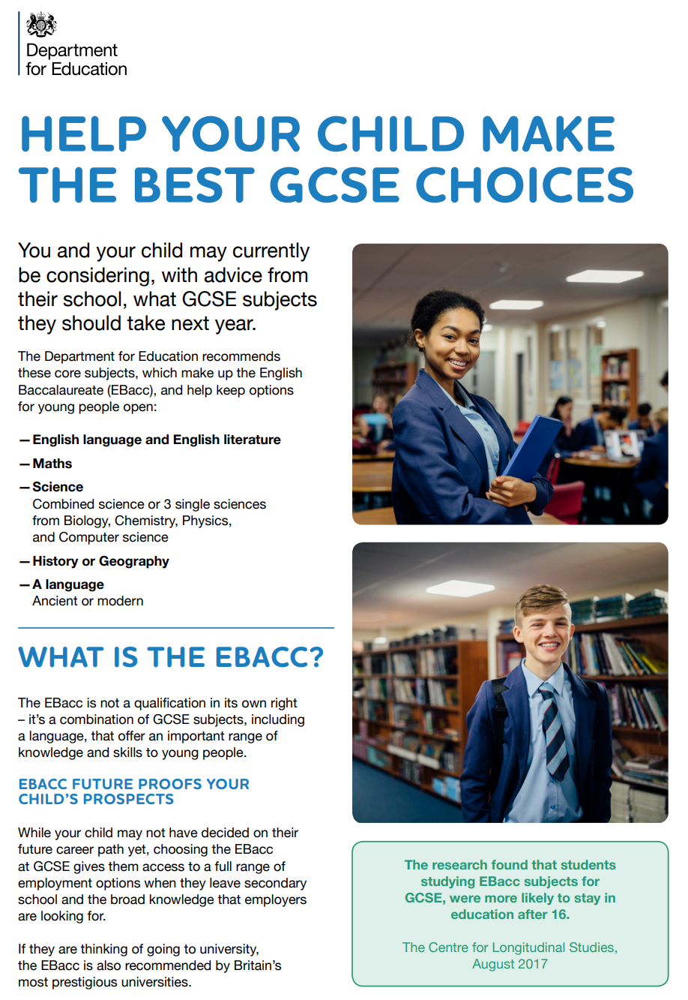 Department
for Education
HELP YOUR CHILD MAKE
THE BEST GCSE CHOICES
You and your child may currently
be considering, with advice from
their school, what GCSE subjects
they should take next year.
The Department for Education recommends
these core subjects, which make up the English
Baccalaureate (EBacc), and help keep options
for young people open:
— English language and English literature
— Maths
— Science
Combined science or 3 single sciences
from Biology, Chemistry, Physics,
and Computer science
— History or Geography
— A language
Ancient or modern
WHAT IS THE EBACC?
The EBacc is not a qualification in its own right
– it’s a combination of GCSE subjects, including
a language, that offer an important range of
knowledge and skills to young people.
EBACC FUTURE PROOFS YOUR
CHILD’S PROSPECTS
While your child may not have decided on their
future career path yet, choosing the EBacc
at GCSE gives them access to a full range of
employment options when they leave secondary
school and the broad knowledge that employers
are looking for.
If they are thinking of going to university,
the EBacc is also recommended by Britain’s
most prestigious universities.
The research found that students
studying EBacc subjects for
GCSE, were more likely to stay in
education after 16.
The Centre for Longitudinal Studies,
August 2017